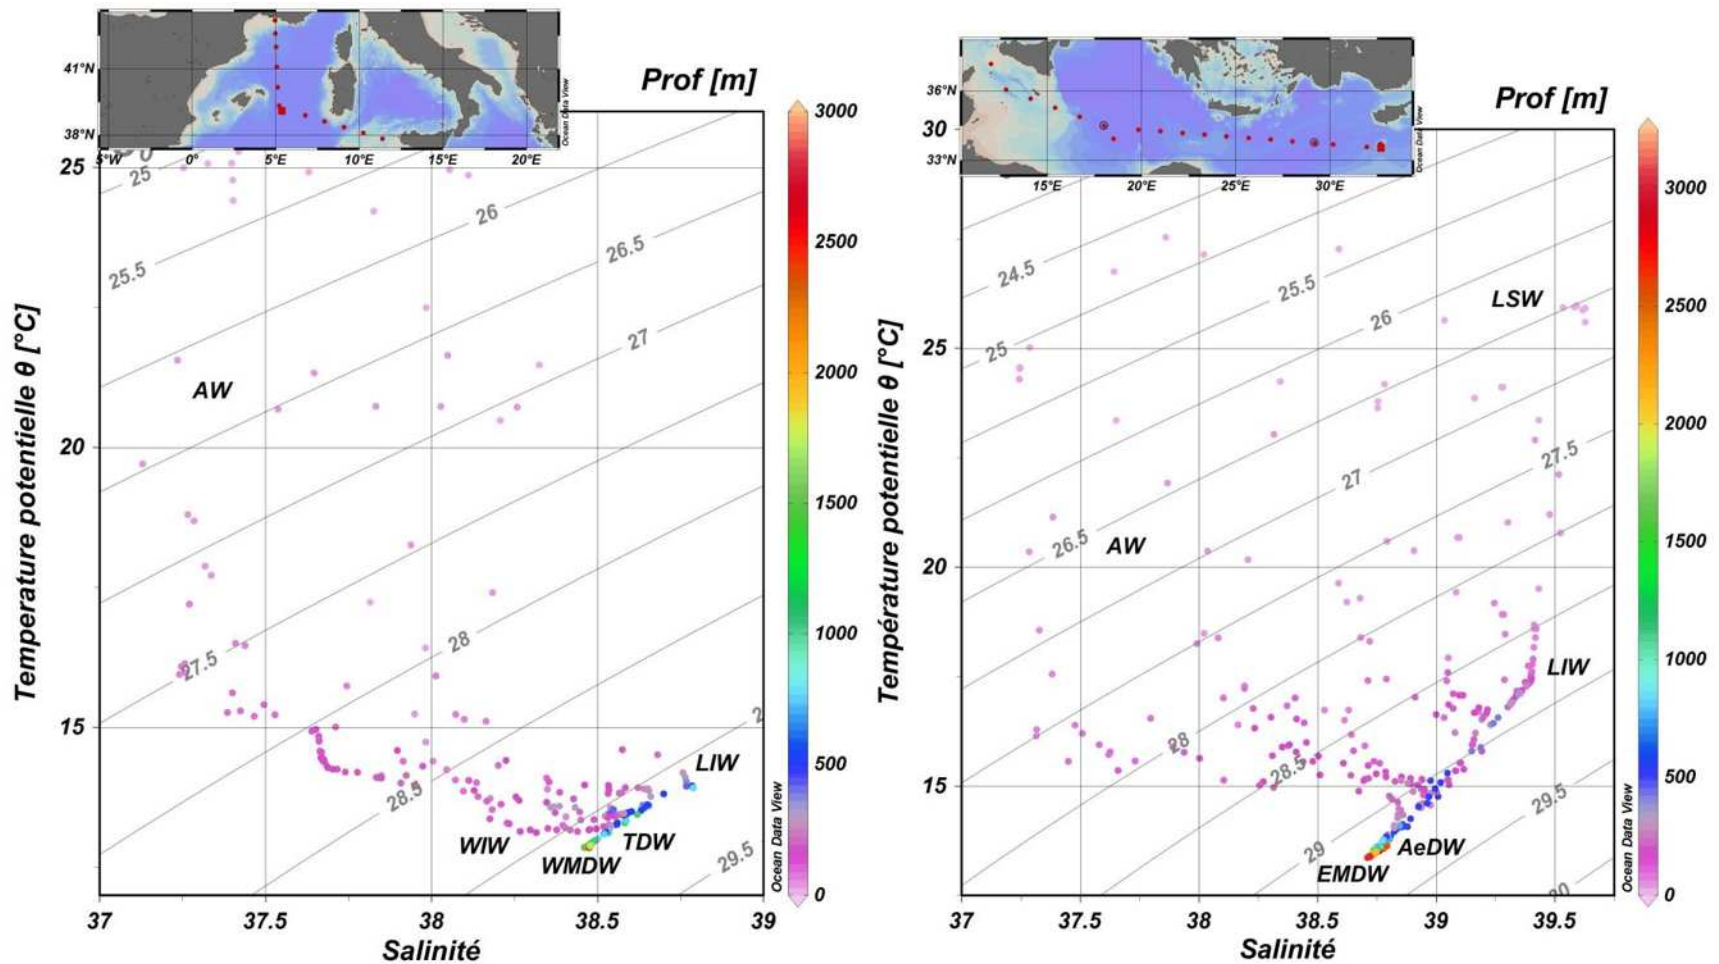 Prof [m]
41°N
38°N
5°W
0°
5°E
10°E
15°E
20°E
Ocean Data View
3000
2500
2000
1500
1000
500
0
25
20
15
Temperature potentielle θ [°C]
25
25.5
26
26.5
27
27.5
28
28.5
29.5
AW
WIW
WMDW
TDW
LIW
Ocean Data View
37
37.5
38
38.5
39
Salinité
Prof [m]
36°N
33°N
15°E
20°E
25°E
30°E
Ocean Data View
3000
2500
2000
1500
1000
500
0
30
25
20
15
Température potentielle θ [°C]
24.5
25
25.5
26
26.5
27
27.5
28
28.5
29
29.5
LSW
AW
LIW
AeDW
EMDW
Ocean Data View
37
37.5
38
38.5
39
39.5
Salinité